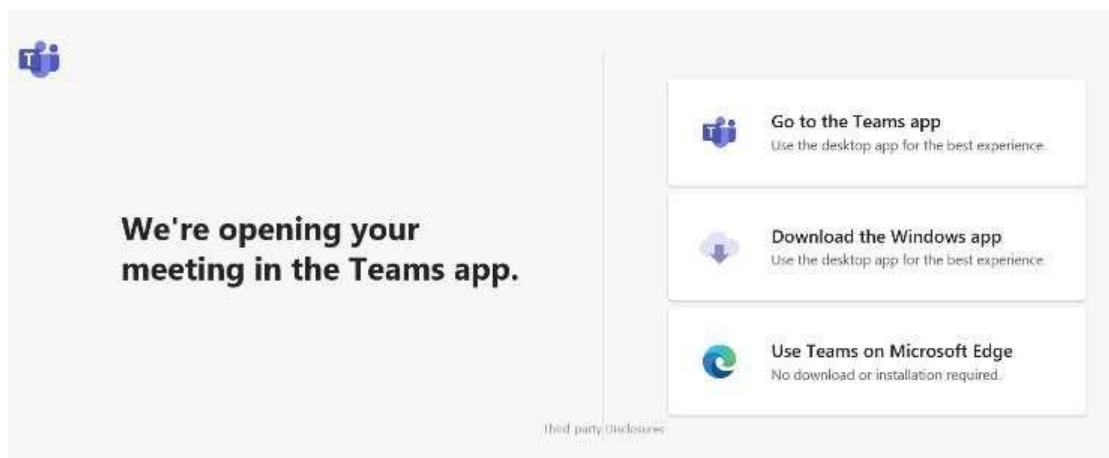 We're opening your
meeting in the Teams app.
Go to the Teams app
Use the desktop app for the best experience.
Download the Windows app
Use the desktop app for the best experience.
Use Teams on Microsoft Edge
No download or installation required.
Third party Disclosures